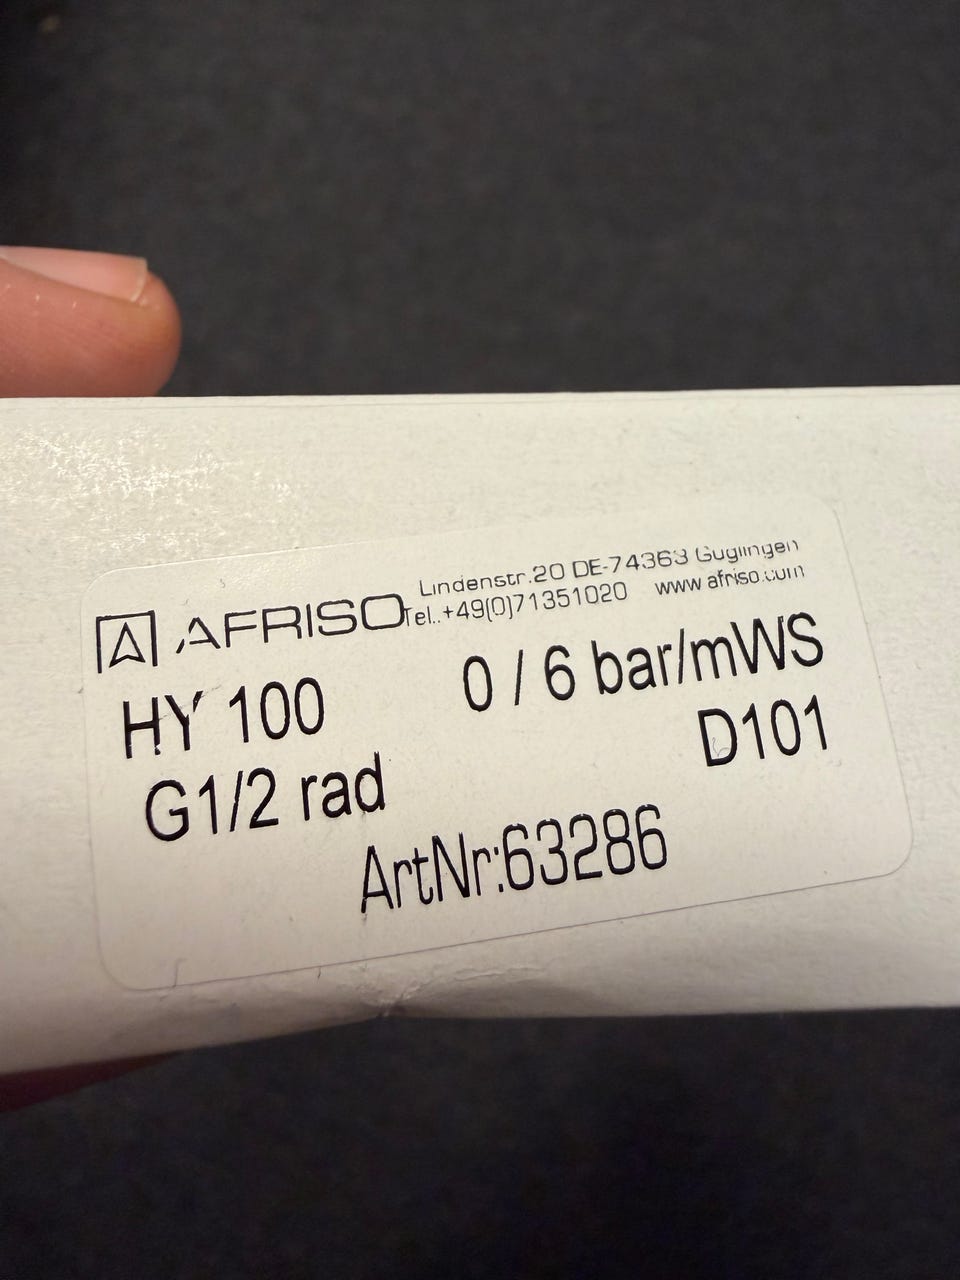 AFRISO
Lindenstr.20 DE-74363 Güglingen
Tel..+49(0)71351020 www.afriso.com
HY 100 0 / 6 bar/mWS
G1/2 rad D101
ArtNr:63286